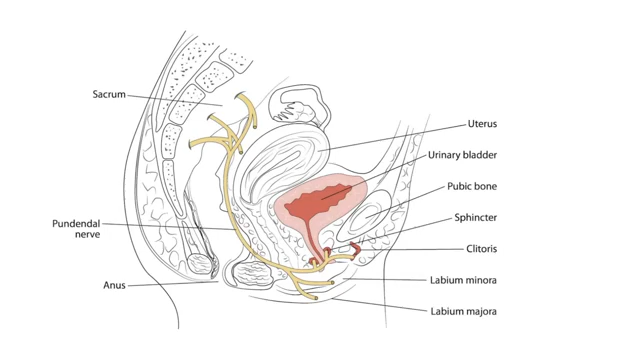 Sacrum
Uterus
Urinary bladder
Pubic bone
Sphincter
Pundendal
nerve
Clitoris
Anus
Labium minora
Labium majora